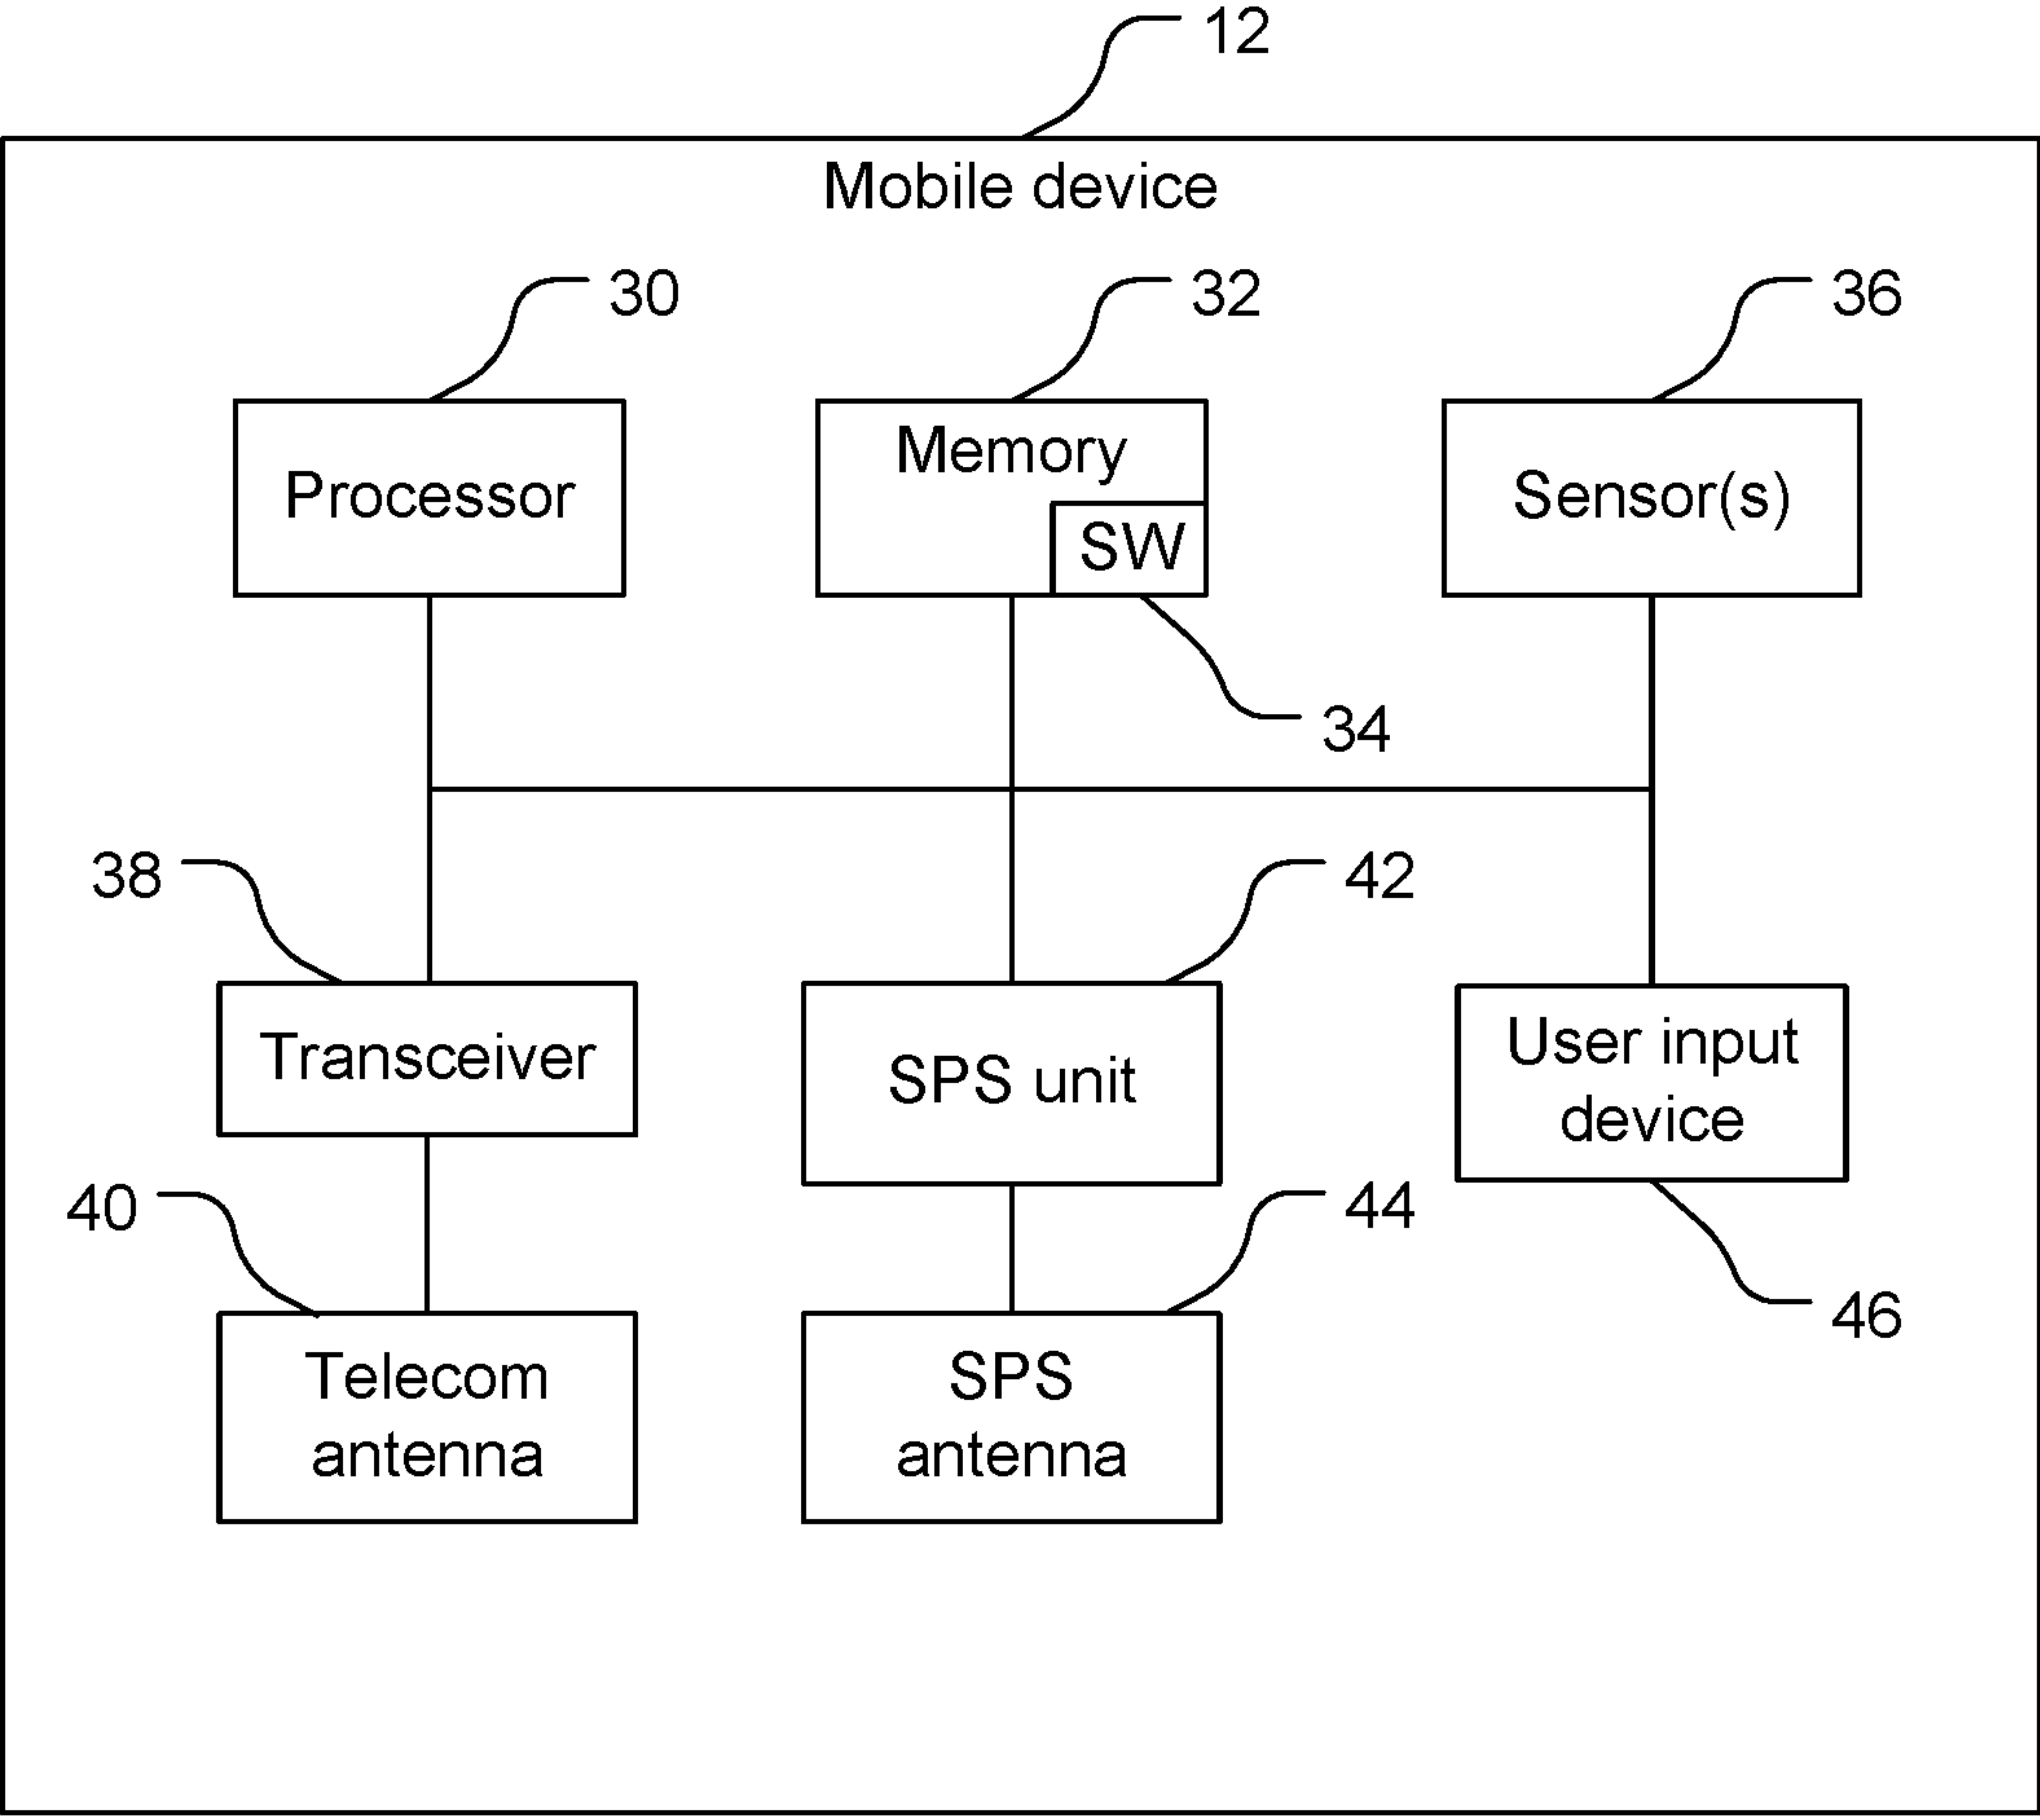 12
Mobile device
30
32
36
Processor
Memory
SW
Sensor(s)
34
38
42
Transceiver
SPS unit
User input
device
40
44
46
Telecom
antenna
SPS
antenna